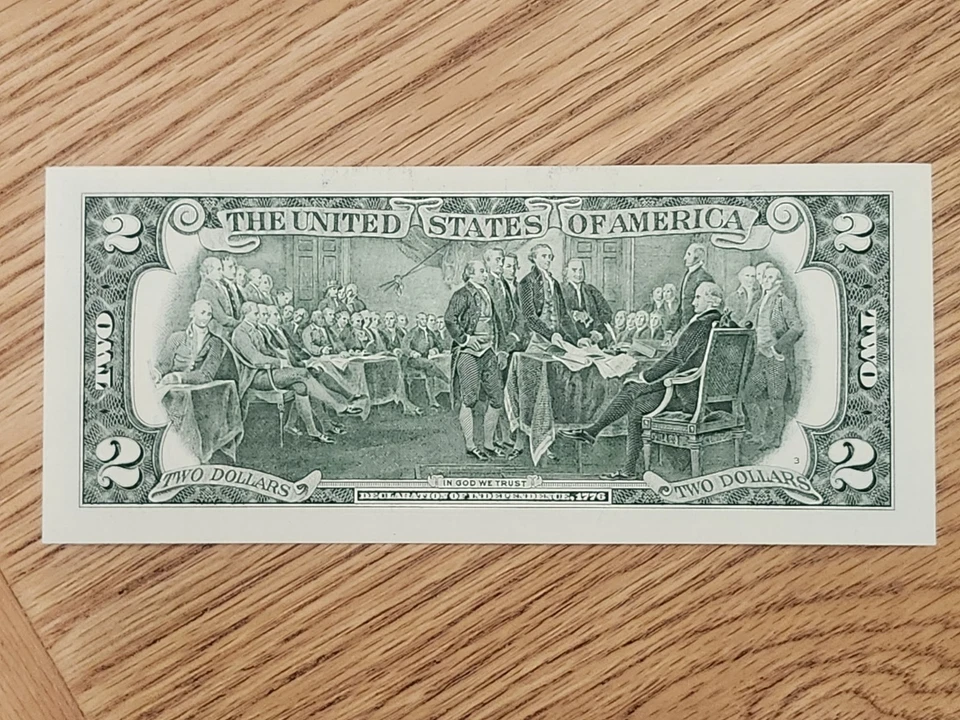 THE UNITED STATES OF AMERICA
2
2
TWO
TWO
2
2
3
TWO DOLLARS
TWO DOLLARS
IN GOD WE TRUST
DECLARATION OF INDEPENDENCE, 1776